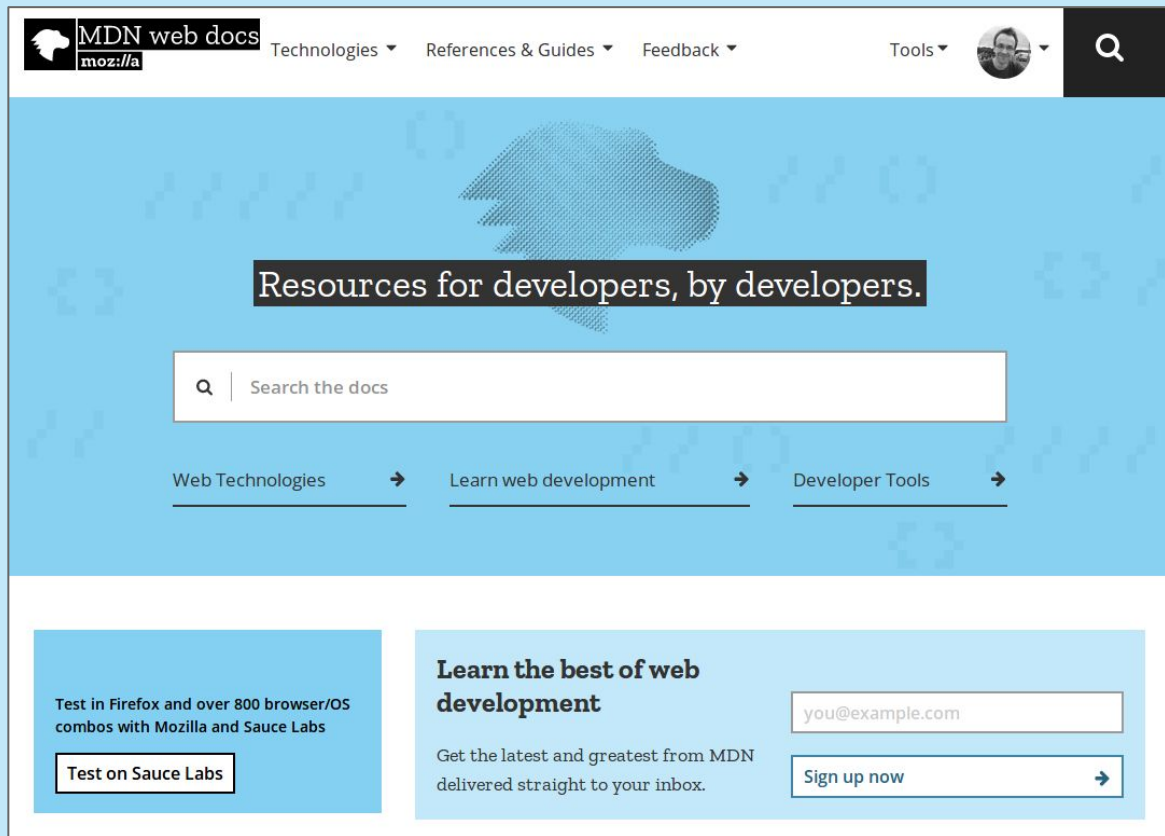 MDN web docs
moz://a
Technologies
References & Guides
Feedback
Tools
Resources for developers, by developers.
Search the docs
Web Technologies
Learn web development
Developer Tools
Test in Firefox and over 800 browser/OS
combos with Mozilla and Sauce Labs
Test on Sauce Labs
Learn the best of web
development
Get the latest and greatest from MDN
delivered straight to your inbox.
you@example.com
Sign up now